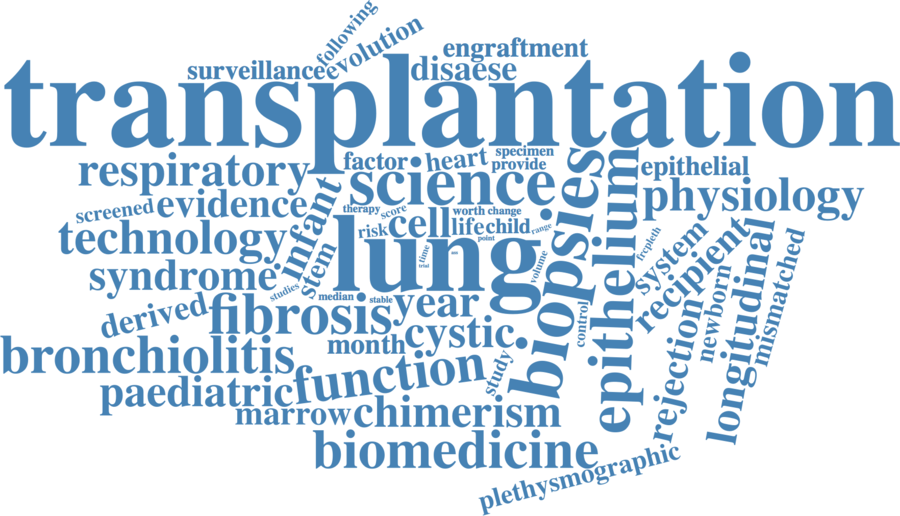 following
evolution
surveillance
engraftment
disaese
transplantation
respiratory
factor
heart
specimen
provide
epithelial
science
physiology
screened
evidence
infant
therapy
score
worth change
risk
cell
life
child
range
point
technology
stem
lung
time
trial
volume
biopsies
epithelium
frcpleth
system
recipient
newborn
longitudinal
mismatched
syndrome
studies
median
stable
derived
fibrosis
year
control
bronchiolitis
month
cystic
rejection
paediatric
function
study
marrow
chimerism
biomedicine
plethysmographic